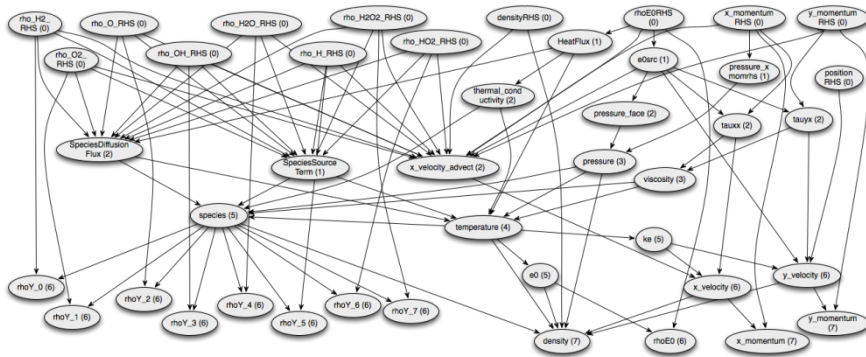 rho_H2_
RHS (0)
rho_O_RHS (0)
rho_H2O_RHS (0)
rho_H2O2_RHS (0)
densityRHS (0)
rhoE0RHS
(0)
x_momentum
RHS (0)
y_momentum
RHS (0)
rho_O2_
RHS (0)
rho_OH_RHS (0)
rho_H_RHS (0)
rho_HO2_RHS (0)
HeatFlux (1)
e0src (1)
pressure_x
momrhs (1)
position
RHS (0)
thermal_cond
uctivity (2)
pressure_face (2)
tauxx (2)
tauyx (2)
SpeciesDiffusion
Flux (2)
SpeciesSource
Term (1)
x_velocity_advect (2)
pressure (3)
viscosity (3)
species (5)
temperature (4)
ke (5)
e0 (5)
y_velocity (6)
x_velocity (6)
rhoY_0 (6)
rhoY_1 (6)
rhoY_2 (6)
rhoY_3 (6)
rhoY_4 (6)
rhoY_5 (6)
rhoY_6 (6)
rhoY_7 (6)
density (7)
rhoE0 (6)
x_momentum (7)
y_momentum
(7)